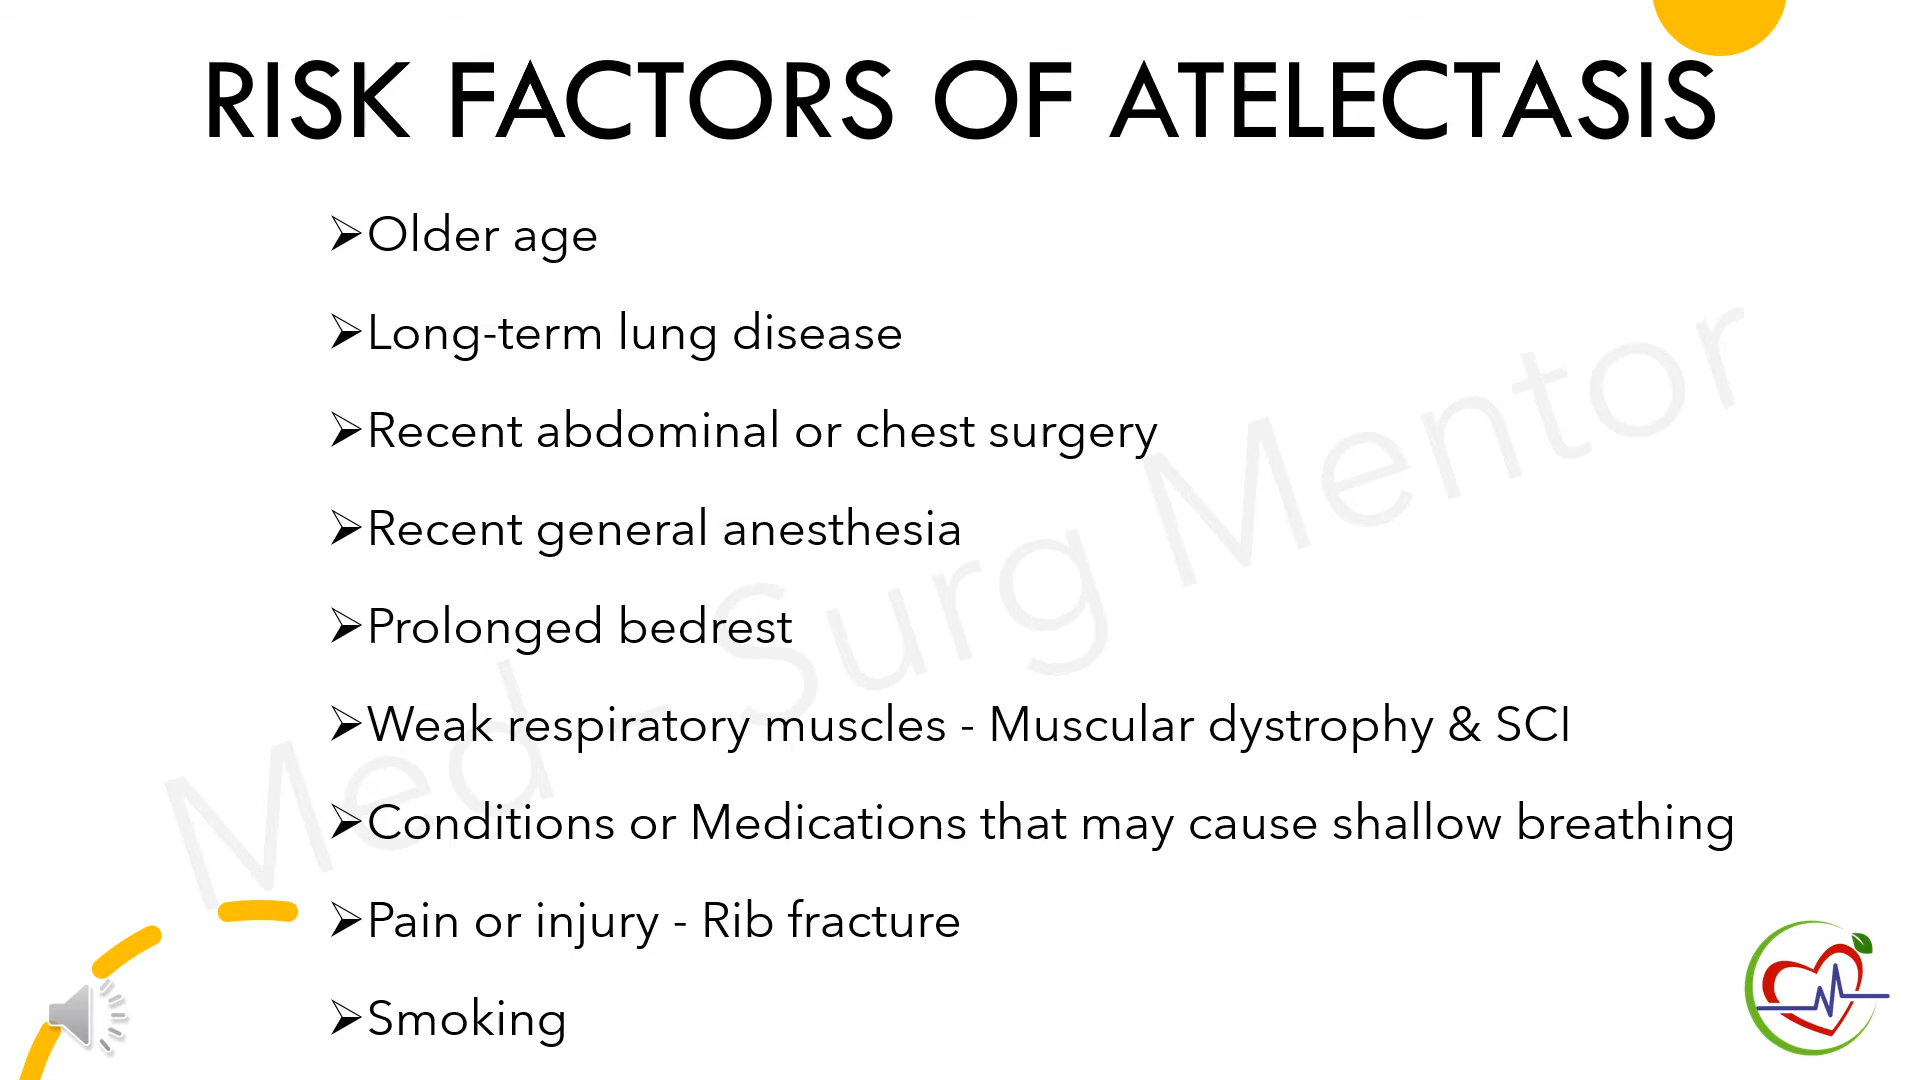 RISK FACTORS OF ATELECTASIS
➢Older age
➢Long-term lung disease
➢Recent abdominal or chest surgery
➢Recent general anesthesia
➢Prolonged bedrest
➢Weak respiratory muscles - Muscular dystrophy & SCI
➢Conditions or Medications that may cause shallow breathing
➢Pain or injury - Rib fracture
➢Smoking
Med - Surg Mentor